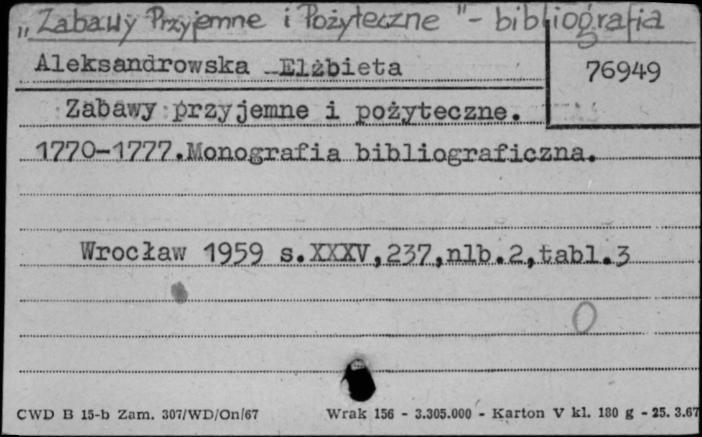 „Zabawy Przyjemne i Pożyteczne" - bibliografia
Aleksandrowska Elżbieta
76949
Zabawy przyjemne i pożyteczne.
1770-1777.Monografia bibliograficzna.
Wrocław 1959 s.XXXV,237,nlb.2,tabl.3
CWD B 15-b Zam. 307/WD/On/67 Wrak 156 - 3.305.000 - Karton V kl. 180 g - 25. 3.67